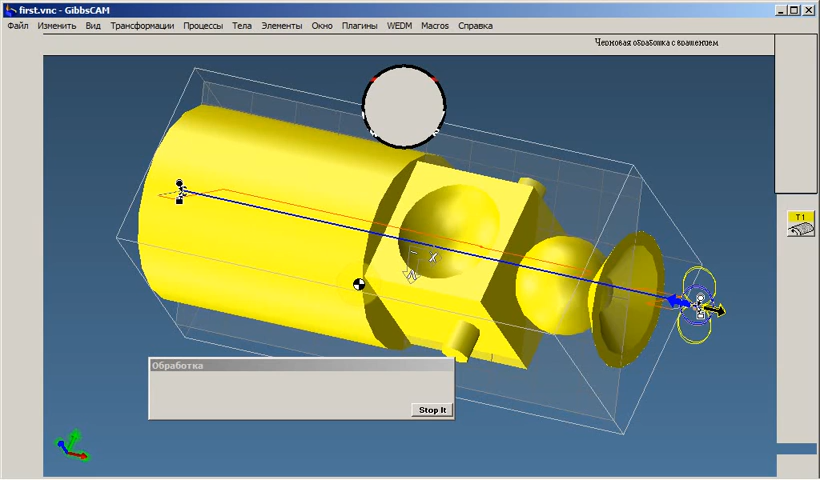 first.vnc - GibbsCAM
Файл Изменить Вид Трансформации Процессы Тела Элементы Окно Плагины WEDM Macros Справка
Черновая обработка с вращением
T1
X
Обработка
Stop It